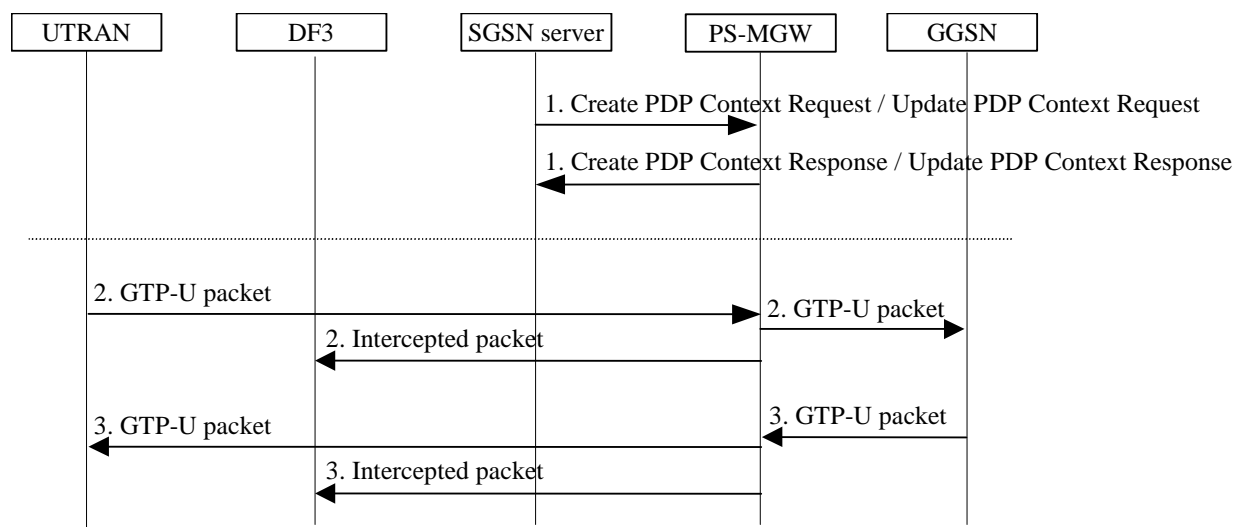 UTRAN DF3 SGSN server PS-MGW GGSN
1. Create PDP Context Request / Update PDP Context Request
1. Create PDP Context Response / Update PDP Context Response
2. GTP-U packet
2. GTP-U packet
2. Intercepted packet
3. GTP-U packet
3. GTP-U packet
3. Intercepted packet